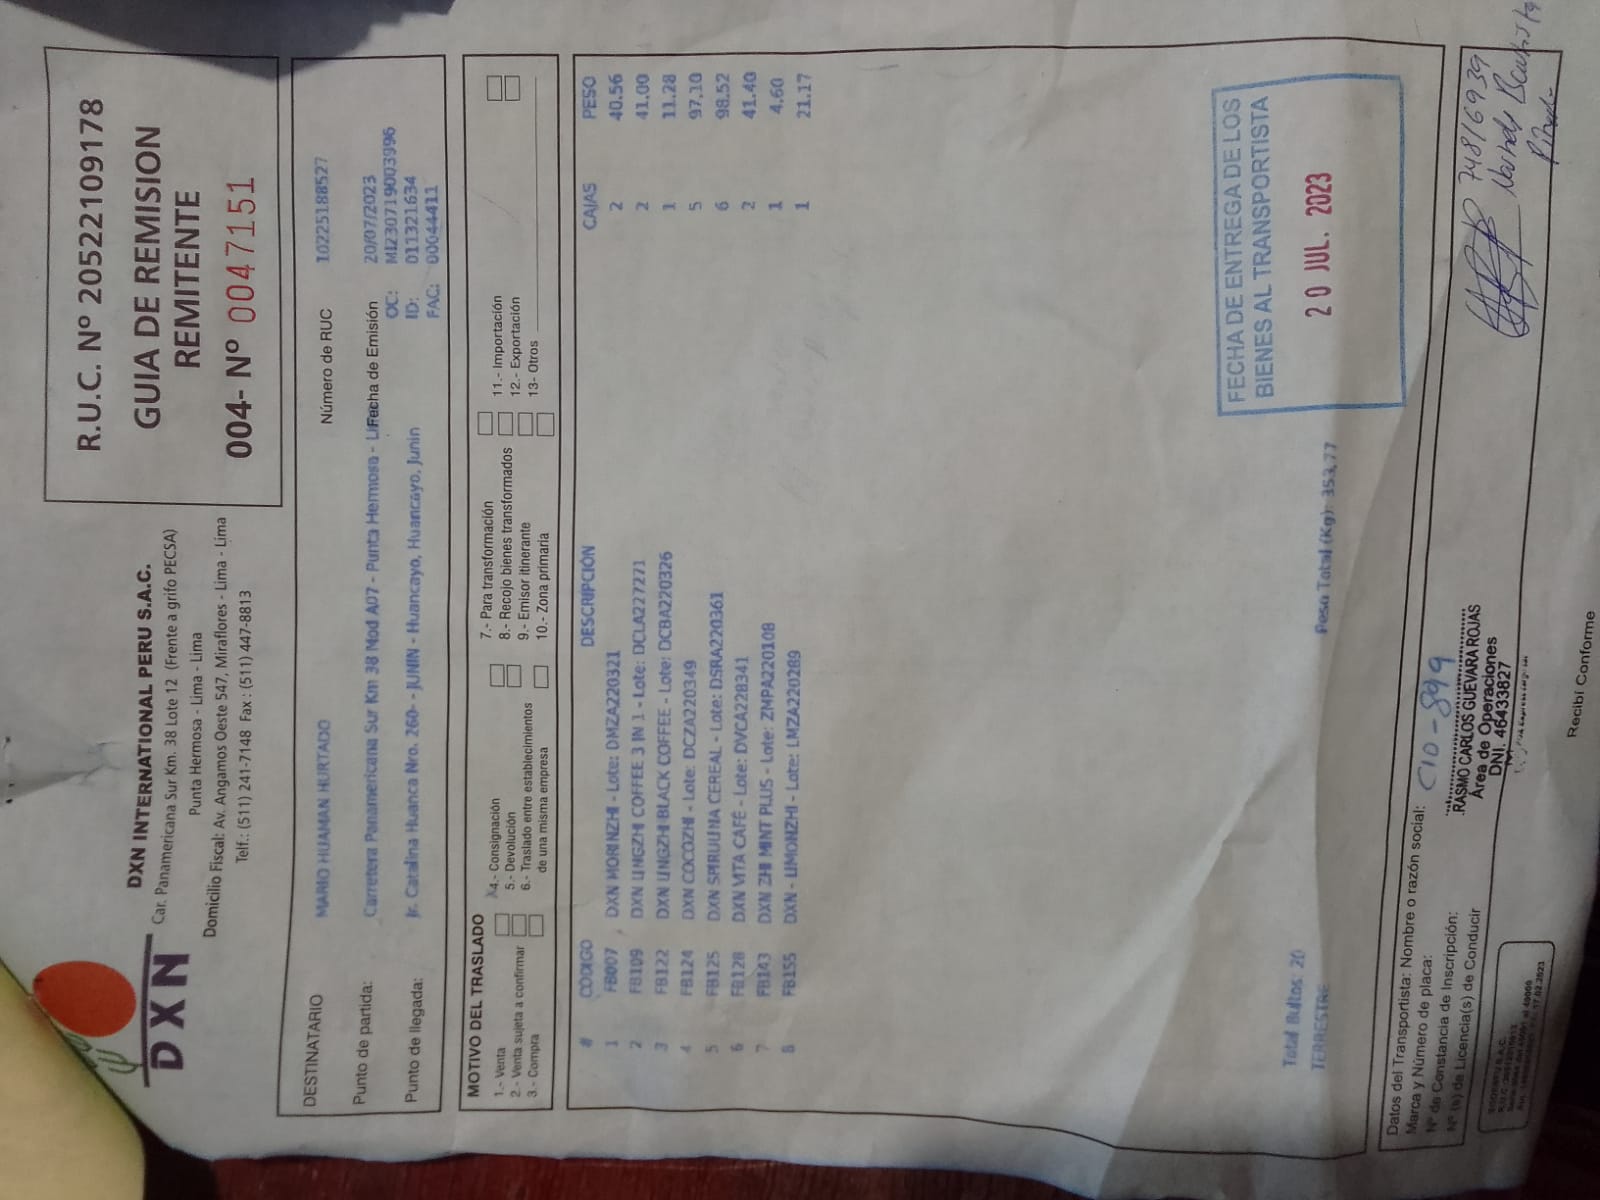 DXN
DXN INTERNATIONAL PERU S.A.C.
Car. Panamericana Sur Km. 38 Lote 12 (Frente a grifo PECSA)
Punta Hermosa - Lima - Lima
Domicilio Fiscal: Av. Angamos Oeste 547, Miraflores - Lima - Lima
Telf.: (511) 241-7148 Fax : (511) 447-8813
R.U.C. Nº 20522109178
GUIA DE REMISION
REMITENTE
004- Nº 0047151
DESTINATARIO MARIO HUAMAN HURTADO Número de RUC 10225188527
Punto de partida: Carretera Panamericana Sur Km 38 Mod A07 - Punta Hermosa - Fecha de Emisión 20/07/2023
OC: MI230719003996
Punto de llegada: Jr. Catalina Huanca Nro. 260- - JUNIN - Huancayo, Huancayo, Junin ID: 011321634
FAC: 00044411
MOTIVO DEL TRASLADO
1.- Venta X4.- Consignación 7.- Para transformación 11.- Importación
2.- Venta sujeta a confirmar 5.- Devolución 8.- Recojo bienes transformados 12.- Exportación
3.- Compra 6.- Traslado entre establecimientos 9.- Emisor itinerante 13.- Otros
de una misma empresa 10.- Zona primaria
# CODIGO DESCRIPCIÓN CAJAS PESO
1 FB007 DXN MORINZHI - Lote: DMZA220321 2 40.56
2 FB109 DXN LINGZHI COFFEE 3 IN 1 - Lote: DCLA227271 2 41.00
3 FB122 DXN LINGZHI BLACK COFFEE - Lote: DCBA220326 1 11.28
4 FB124 DXN COCOZHI - Lote: DCZA220349 5 97.10
5 FB125 DXN SPIRULINA CEREAL - Lote: DSRA220361 6 98.52
6 FB128 DXN VITA CAFÉ - Lote: DVCA228341 2 41.40
7 FB143 DXN ZHI MINT PLUS - Lote: ZMPA220108 1 4.60
8 FB155 DXN - LIMONZHI - Lote: LMZA220289 1 21.17
FECHA DE ENTREGA DE LOS
BIENES AL TRANSPORTISTA
20 JUL. 2023
Total Bultos: 20
TERRESTRE Peso Total (Kg): 353.77
Datos del Transportista: Nombre o razón social:
Marca y Número de placa: C10-899
Nº de Constancia de Inscripción:
Nº (s) de Licencia(s) de Conducir
RASMO CARLOS GUEVARA ROJAS
Área de Operaciones
DNI. 46433827
74816939
Recibí Conforme